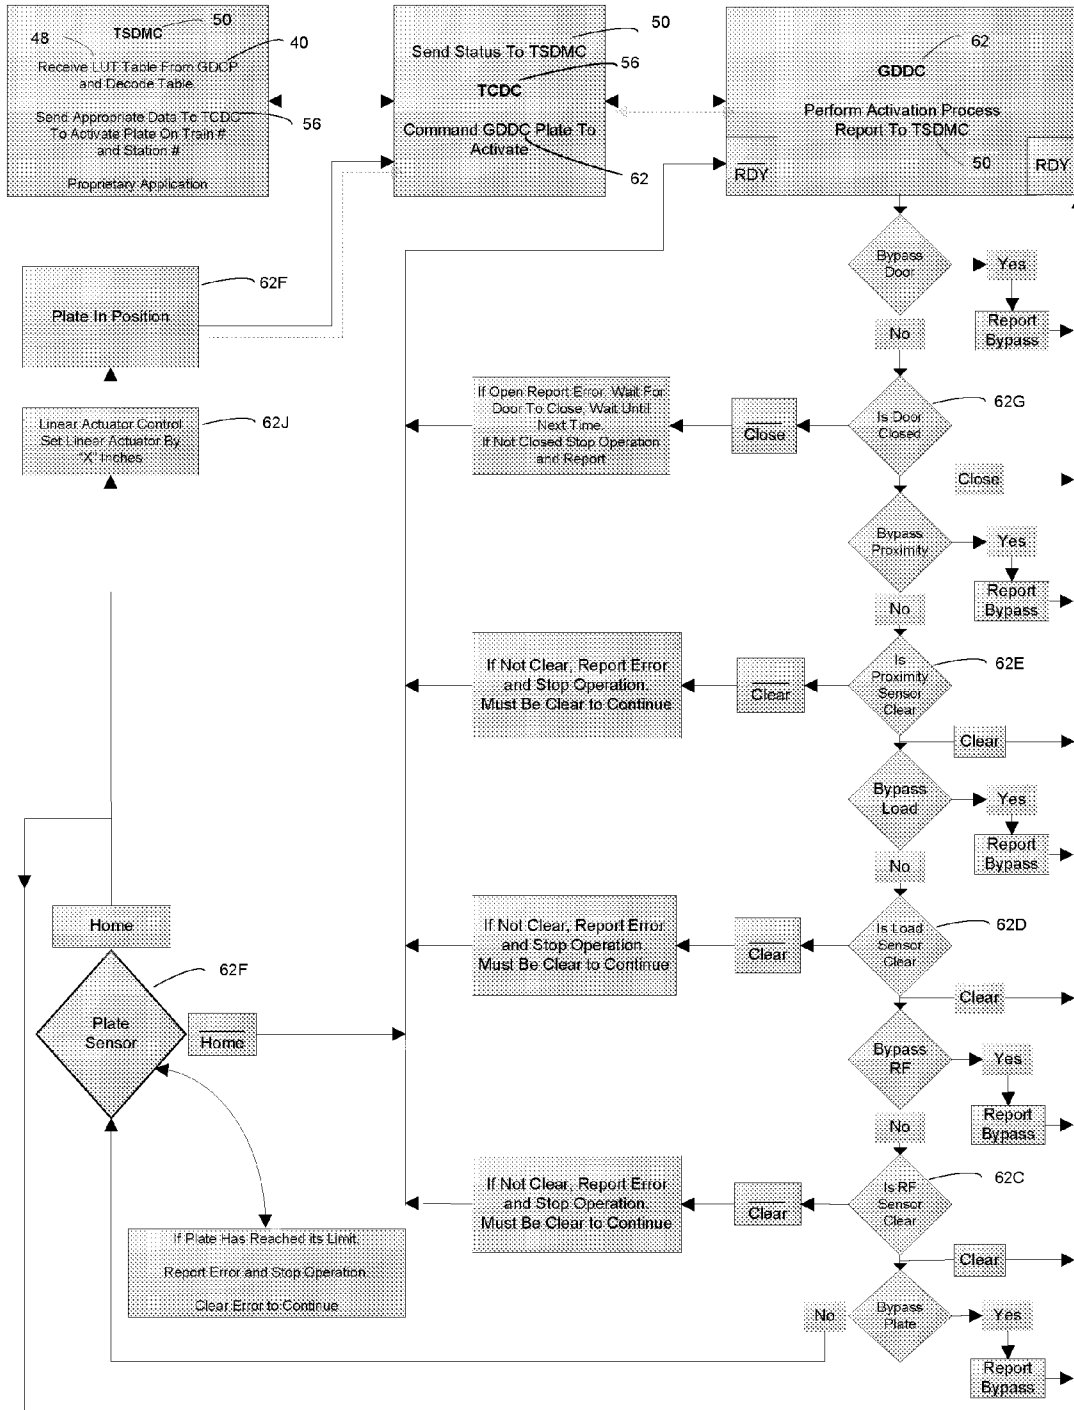 TSDMC
50
48
40
Receive LUT Table From GDCP
and Decode Table
Send Appropriate Data To TCDC
To Activate Plate On Train #
and Station #
56
Proprietary Application
50
Send Status To TSDMC
56
TCDC
Command GDDC Plate To
Activate
62
62
GDDC
Perform Activation Process
Report To TSDMC
50
RDY
RDY
62F
Plate In Position
Linear Actuator Control
Set Linear Actuator By
"X" Inches
62J
Bypass
Door
Yes
Report
Bypass
No
If Open Report Error, Wait For
Door To Close, Wait Until
Next Time.
If Not Closed Stop Operation
and Report
Close
Is Door
Closed
62G
Close
Bypass
Proximity
Yes
Report
Bypass
No
If Not Clear, Report Error
and Stop Operation.
Must Be Clear to Continue
Clear
Is
Proximity
Sensor
Clear
62E
Clear
Bypass
Load
Yes
Report
Bypass
No
If Not Clear, Report Error
and Stop Operation
Must Be Clear to Continue
Clear
Is Load
Sensor
Clear
62D
Clear
Home
62F
Plate
Sensor
Home
Bypass
RF
Yes
Report
Bypass
No
If Not Clear, Report Error
and Stop Operation.
Must Be Clear to Continue
Clear
Is RF
Sensor
Clear
62C
Clear
If Plate Has Reached its Limit,
Report Error and Stop Operation
Clear Error to Continue
No
Bypass
Plate
Yes
Report
Bypass